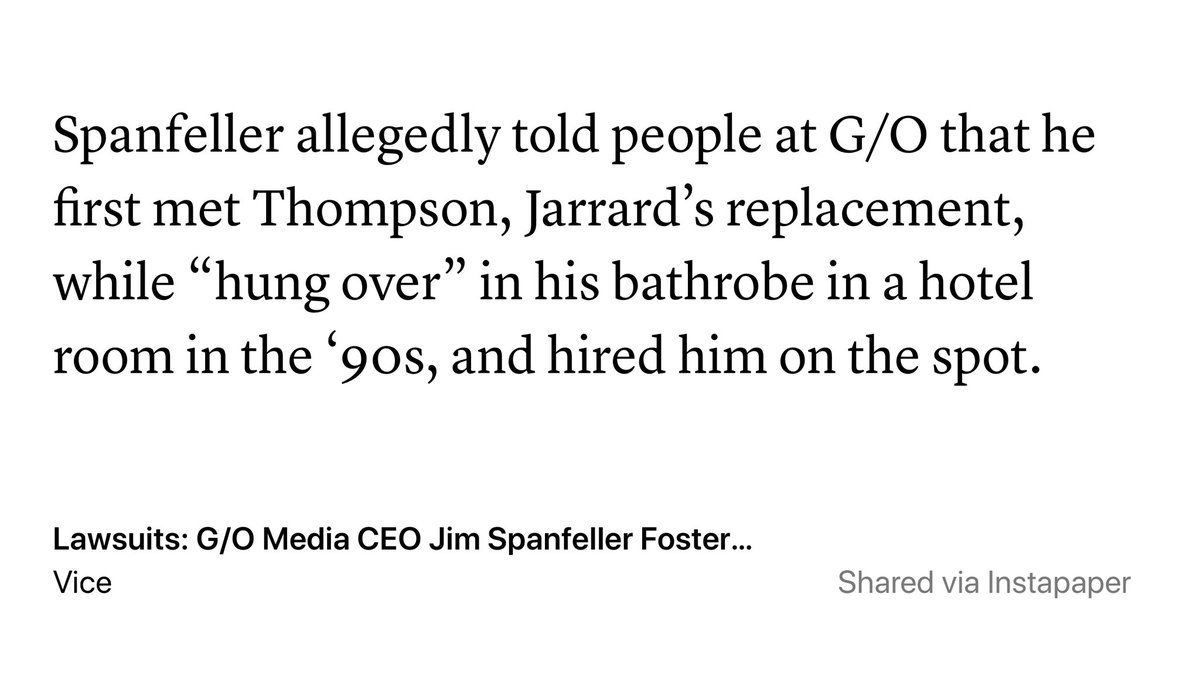 Spanfeller allegedly told people at G/O that he
first met Thompson, Jarrard’s replacement,
while “hung over” in his bathrobe in a hotel
room in the ‘90s, and hired him on the spot.
Lawsuits: G/O Media CEO Jim Spanfeller Foster...
Vice
Shared via Instapaper